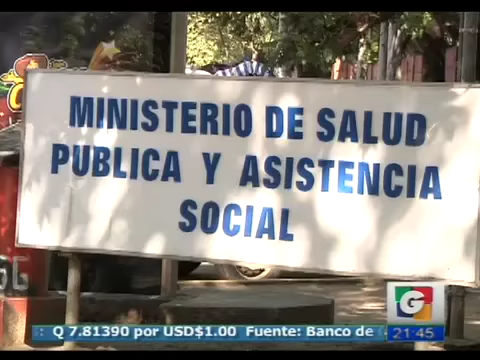 MINISTERIO DE SALUD
PUBLICA Y ASISTENCIA
SOCIAL
G
Q 7.81390 por USD$1.00 Fuente: Banco de
21:45